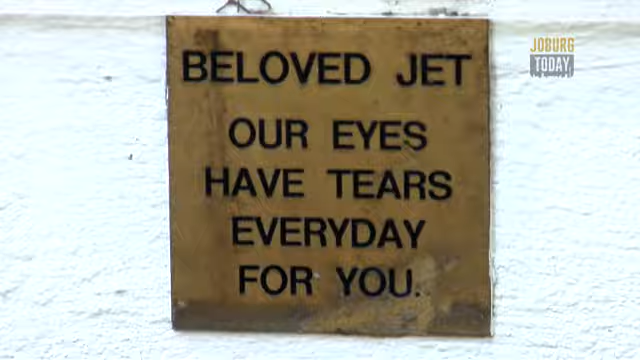 JOBURG
TODAY
BELOVED JET
OUR EYES
HAVE TEARS
EVERYDAY
FOR YOU.